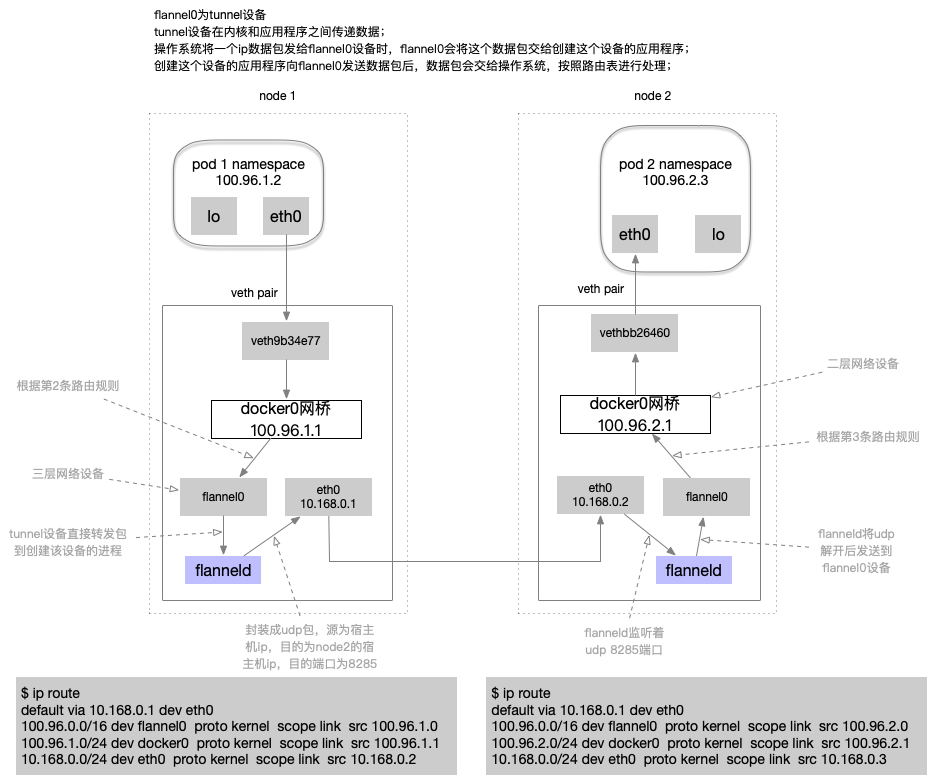 flannel0为tunnel设备
tunnel设备在内核和应用程序之间传递数据；
操作系统将一个ip数据包发给flannel0设备时，flannel0会将这个数据包交给创建这个设备的应用程序；
创建这个设备的应用程序向flannel0发送数据包后，数据包会交给操作系统，按照路由表进行处理；
node 1
pod 1 namespace
100.96.1.2
lo
eth0
veth pair
veth9b34e77
根据第2条路由规则
docker0网桥
100.96.1.1
三层网络设备
flannel0
eth0
10.168.0.1
tunnel设备直接转发包
到创建该设备的进程
flanneld
封装成udp包，源为宿主
机ip，目的为node2的宿
主机ip，目的端口为8285
node 2
pod 2 namespace
100.96.2.3
eth0
lo
veth pair
vethbb26460
二层网络设备
docker0网桥
100.96.2.1
根据第3条路由规则
eth0
10.168.0.2
flannel0
flanneld将udp
解开后发送到
flannel0设备
flanneld
flanneld监听着
udp 8285端口
$ ip route
default via 10.168.0.1 dev eth0
100.96.0.0/16 dev flannel0 proto kernel scope link src 100.96.1.0
100.96.1.0/24 dev docker0 proto kernel scope link src 100.96.1.1
10.168.0.0/24 dev eth0 proto kernel scope link src 10.168.0.2
$ ip route
default via 10.168.0.1 dev eth0
100.96.0.0/16 dev flannel0 proto kernel scope link src 100.96.2.0
100.96.2.0/24 dev docker0 proto kernel scope link src 100.96.2.1
10.168.0.0/24 dev eth0 proto kernel scope link src 10.168.0.3